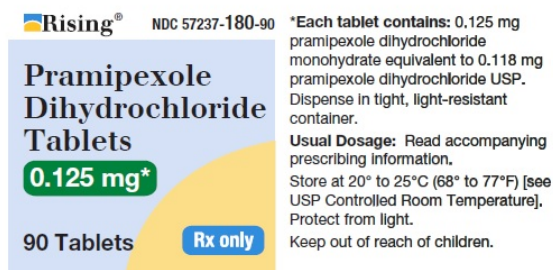 Rising®
NDC 57237-180-90
Pramipexole
Dihydrochloride
Tablets
0.125 mg*
90 Tablets
Rx only
*Each tablet contains: 0.125 mg
pramipexole dihydrochloride
monohydrate equivalent to 0.118 mg
pramipexole dihydrochloride USP.
Dispense in tight, light-resistant
container.
Usual Dosage: Read accompanying
prescribing information.
Store at 20° to 25°C (68° to 77°F) [see
USP Controlled Room Temperature].
Protect from light.
Keep out of reach of children.